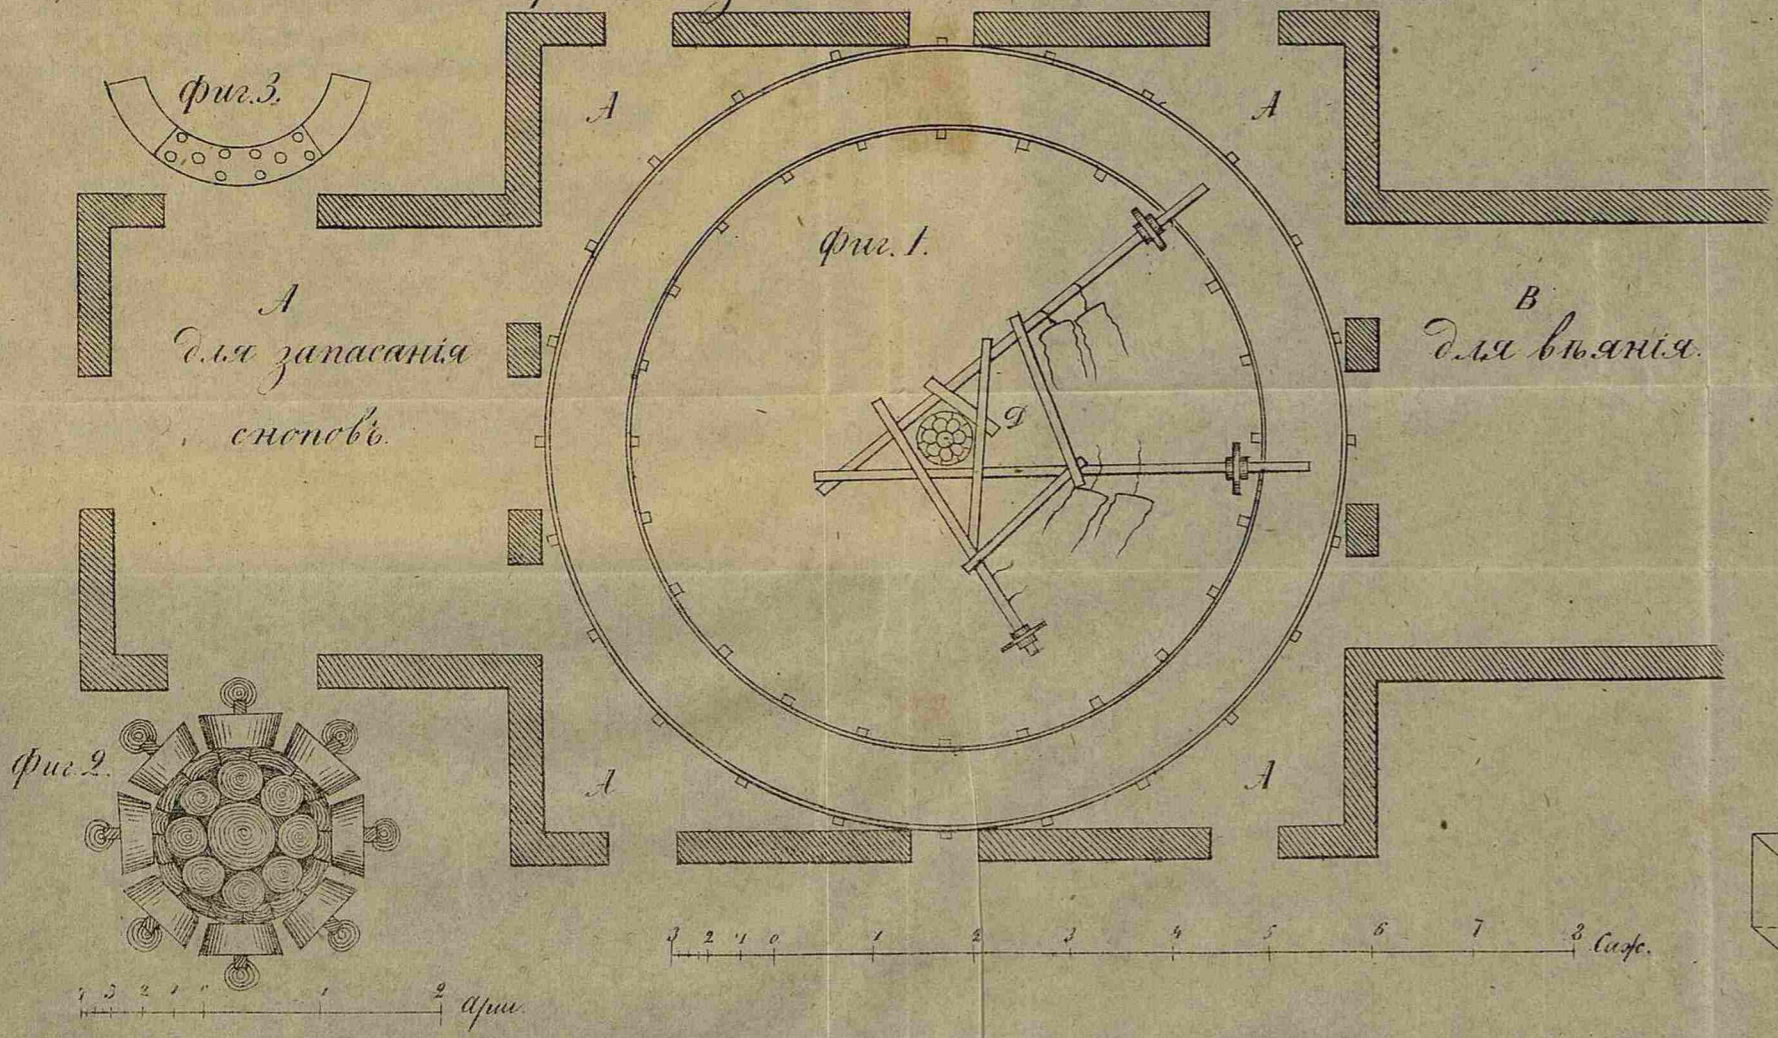 фиг. 3.
А
А
фиг. 1.
А
для запасанія
сноповъ.
В
для вѣянія.
D
фиг. 2.
А
А
3 2 1 0 1 2 3 4 5 6 7 8 Саж.
4 3 2 1 0 1 2 Арш.